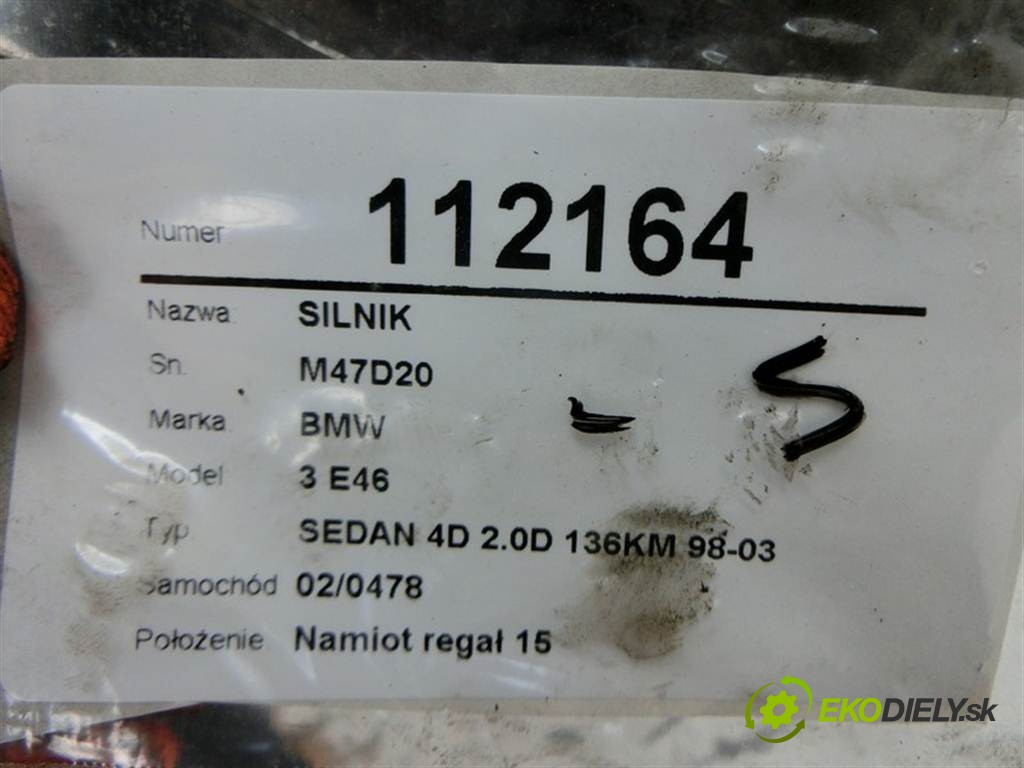 Numer 112164
Nazwa SILNIK
Sn. M47D20
Marka BMW
Model 3 E46
Typ SEDAN 4D 2.0D 136KM 98-03
Samochód 02/0478
Położenie Namiot regał 15
- S
EKODIELY.sk